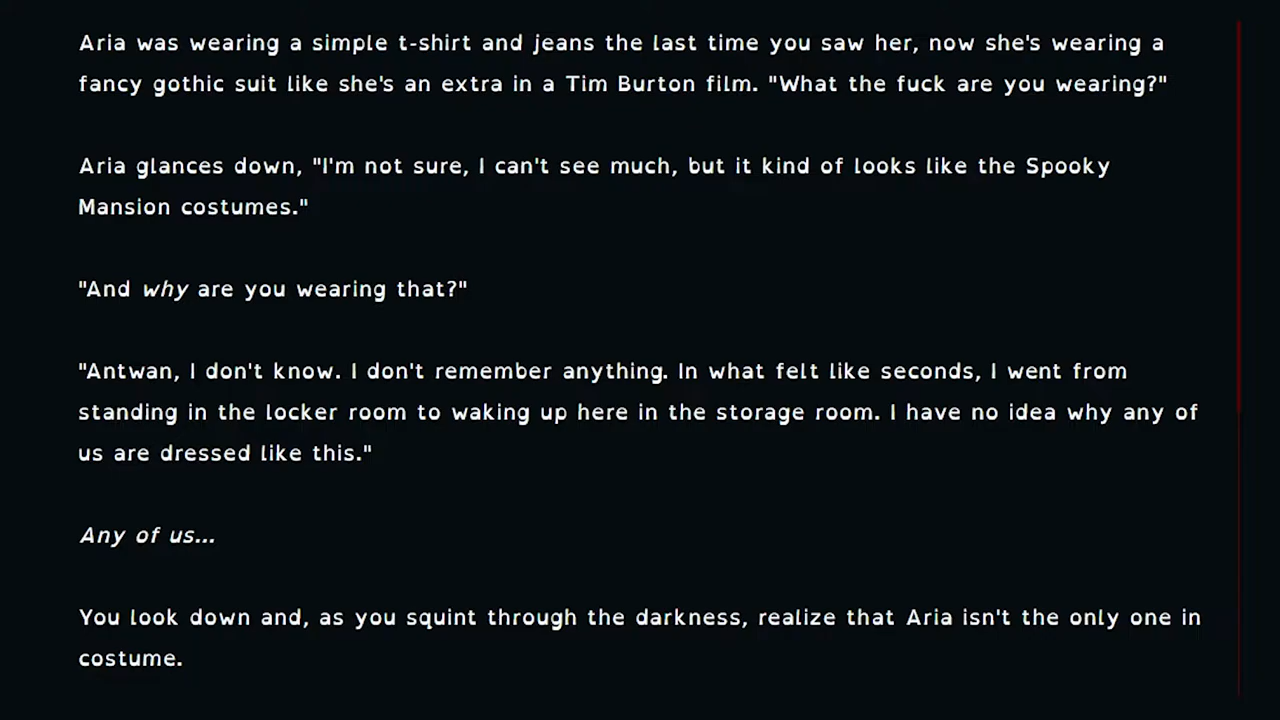 Aria was wearing a simple t-shirt and jeans the last time you saw her, now she's wearing a
fancy gothic suit like she's an extra in a Tim Burton film. "What the fuck are you wearing?"
Aria glances down, "I'm not sure, I can't see much, but it kind of looks like the Spooky
Mansion costumes."
"And why are you wearing that?"
"Antwan, I don't know. I don't remember anything. In what felt like seconds, I went from
standing in the locker room to waking up here in the storage room. I have no idea why any of
us are dressed like this."
Any of us...
You look down and, as you squint through the darkness, realize that Aria isn't the only one in
costume.